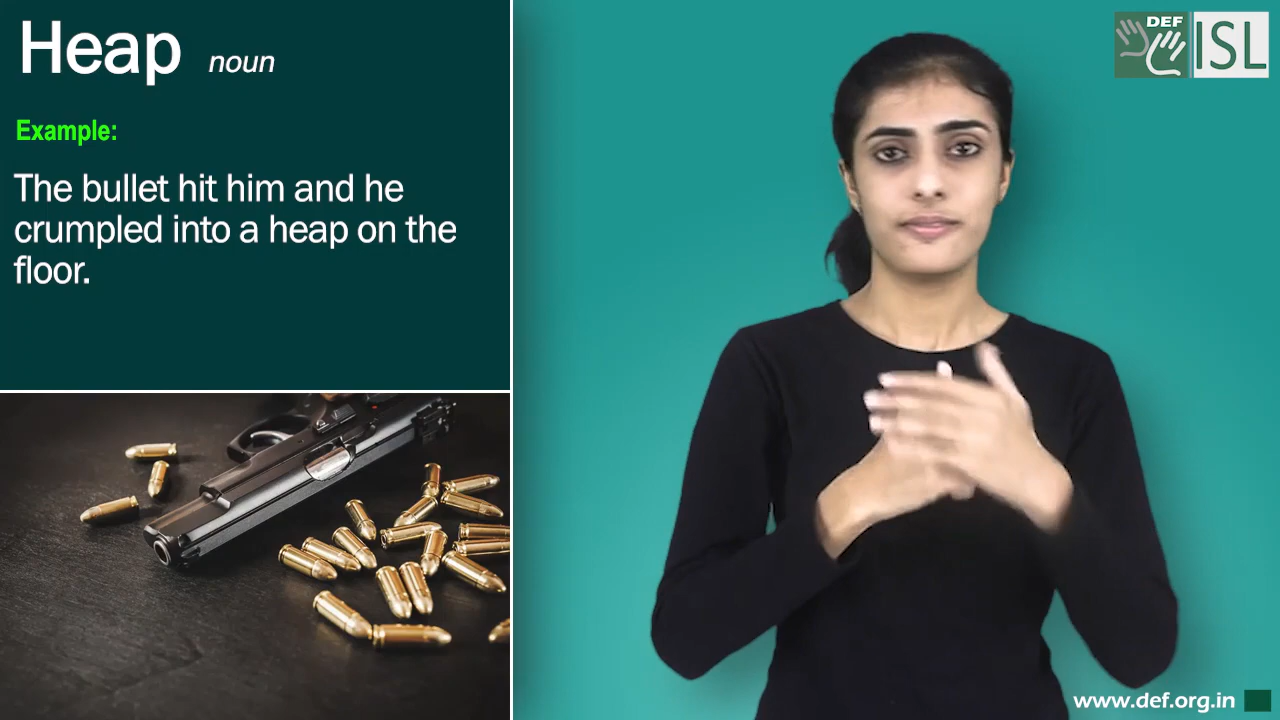 Heap noun
Example:
The bullet hit him and he
crumpled into a heap on the
floor.
DEF
ISL
www.def.org.in